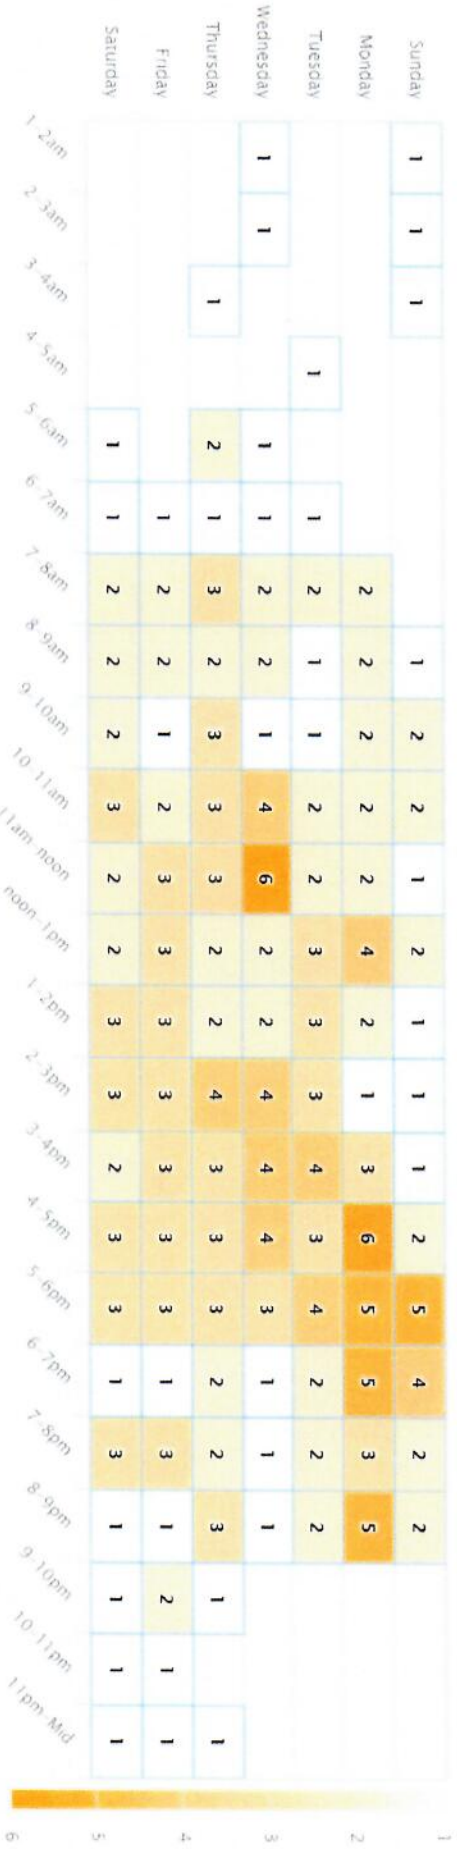 Sunday 1 1 1 1 2 2 1 2 1 1 1 2 5 4 2 2
Monday 2 2 2 2 2 4 2 1 3 6 5 5 3 5
Tuesday 1 1 2 1 1 2 2 3 3 3 4 3 4 2 2 2
Wednesday 1 1 1 1 2 2 1 4 6 2 2 4 4 4 3 1 1 1
Thursday 1 2 1 3 2 3 3 3 2 2 4 3 3 3 2 2 3 1 1
Friday 1 2 2 1 2 3 3 3 3 3 3 3 1 3 1 2 1 1
Saturday 1 1 2 2 2 3 2 2 3 3 2 3 3 1 3 1 1 1 1
1-2am 2-3am 3-4am 4-5am 5-6am 6-7am 7-8am 8-9am 9-10am 10-11am 11am-noon noon-1pm 1-2pm 2-3pm 3-4pm 4-5pm 5-6pm 6-7pm 7-8pm 8-9pm 9-10pm 10-11pm 11pm-Mid
1
2
3
4
5
6